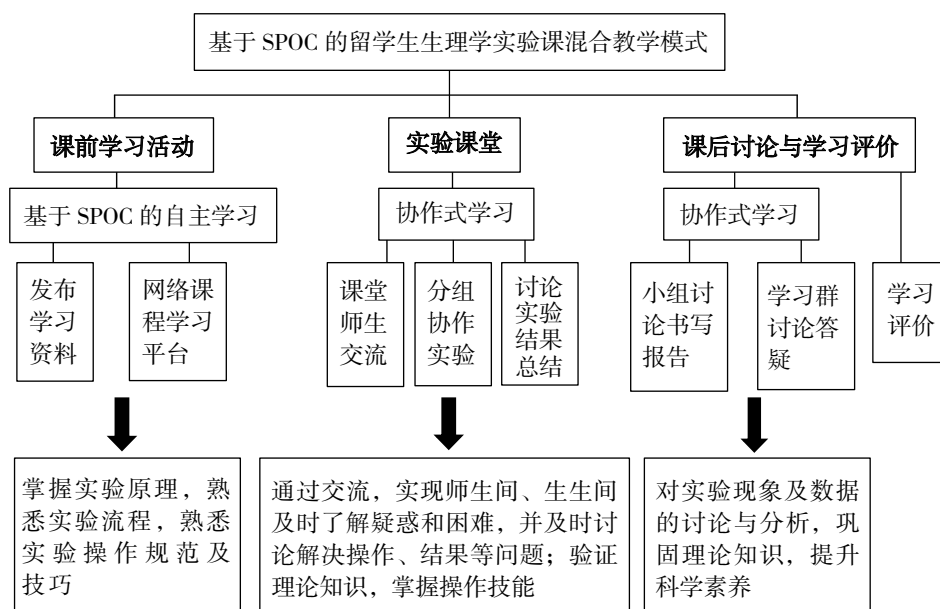 基于 SPOC 的留学生生理学实验课混合教学模式
课前学习活动
实验课堂
课后讨论与学习评价
基于 SPOC 的自主学习
协作式学习
协作式学习
发布
学习
资料
网络课
程学习
平台
课堂
师生
交流
分组
协作
实验
讨论
实验
结果
总结
小组讨
论书写
报告
学习群
讨论答
疑
学习
评价
掌握实验原理，熟
悉实验流程，熟悉
实验操作规范及
技巧
通过交流，实现师生间、生生间
及时了解疑惑和困难，并及时讨
论解决操作、结果等问题；验证
理论知识，掌握操作技能
对实验现象及数据
的讨论与分析，巩
固理论知识，提升
科学素养